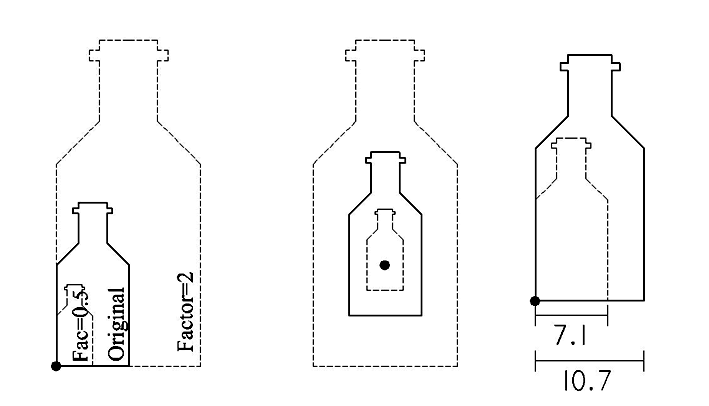 Fac=0.5
Original
Factor=2
7.1
10.7